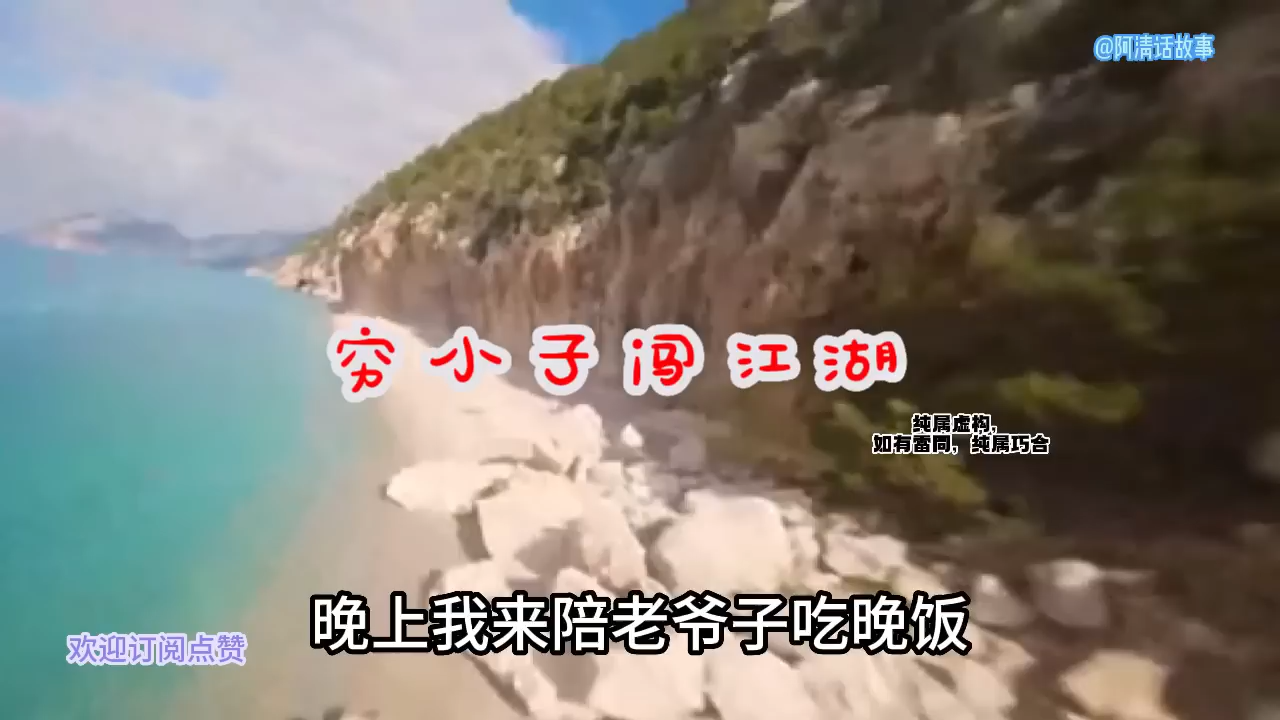 @阿清话故事
穷小子闯江湖
纯属虚构，
如有雷同，纯属巧合
晚上我来陪老爷子吃晚饭
欢迎订阅点赞